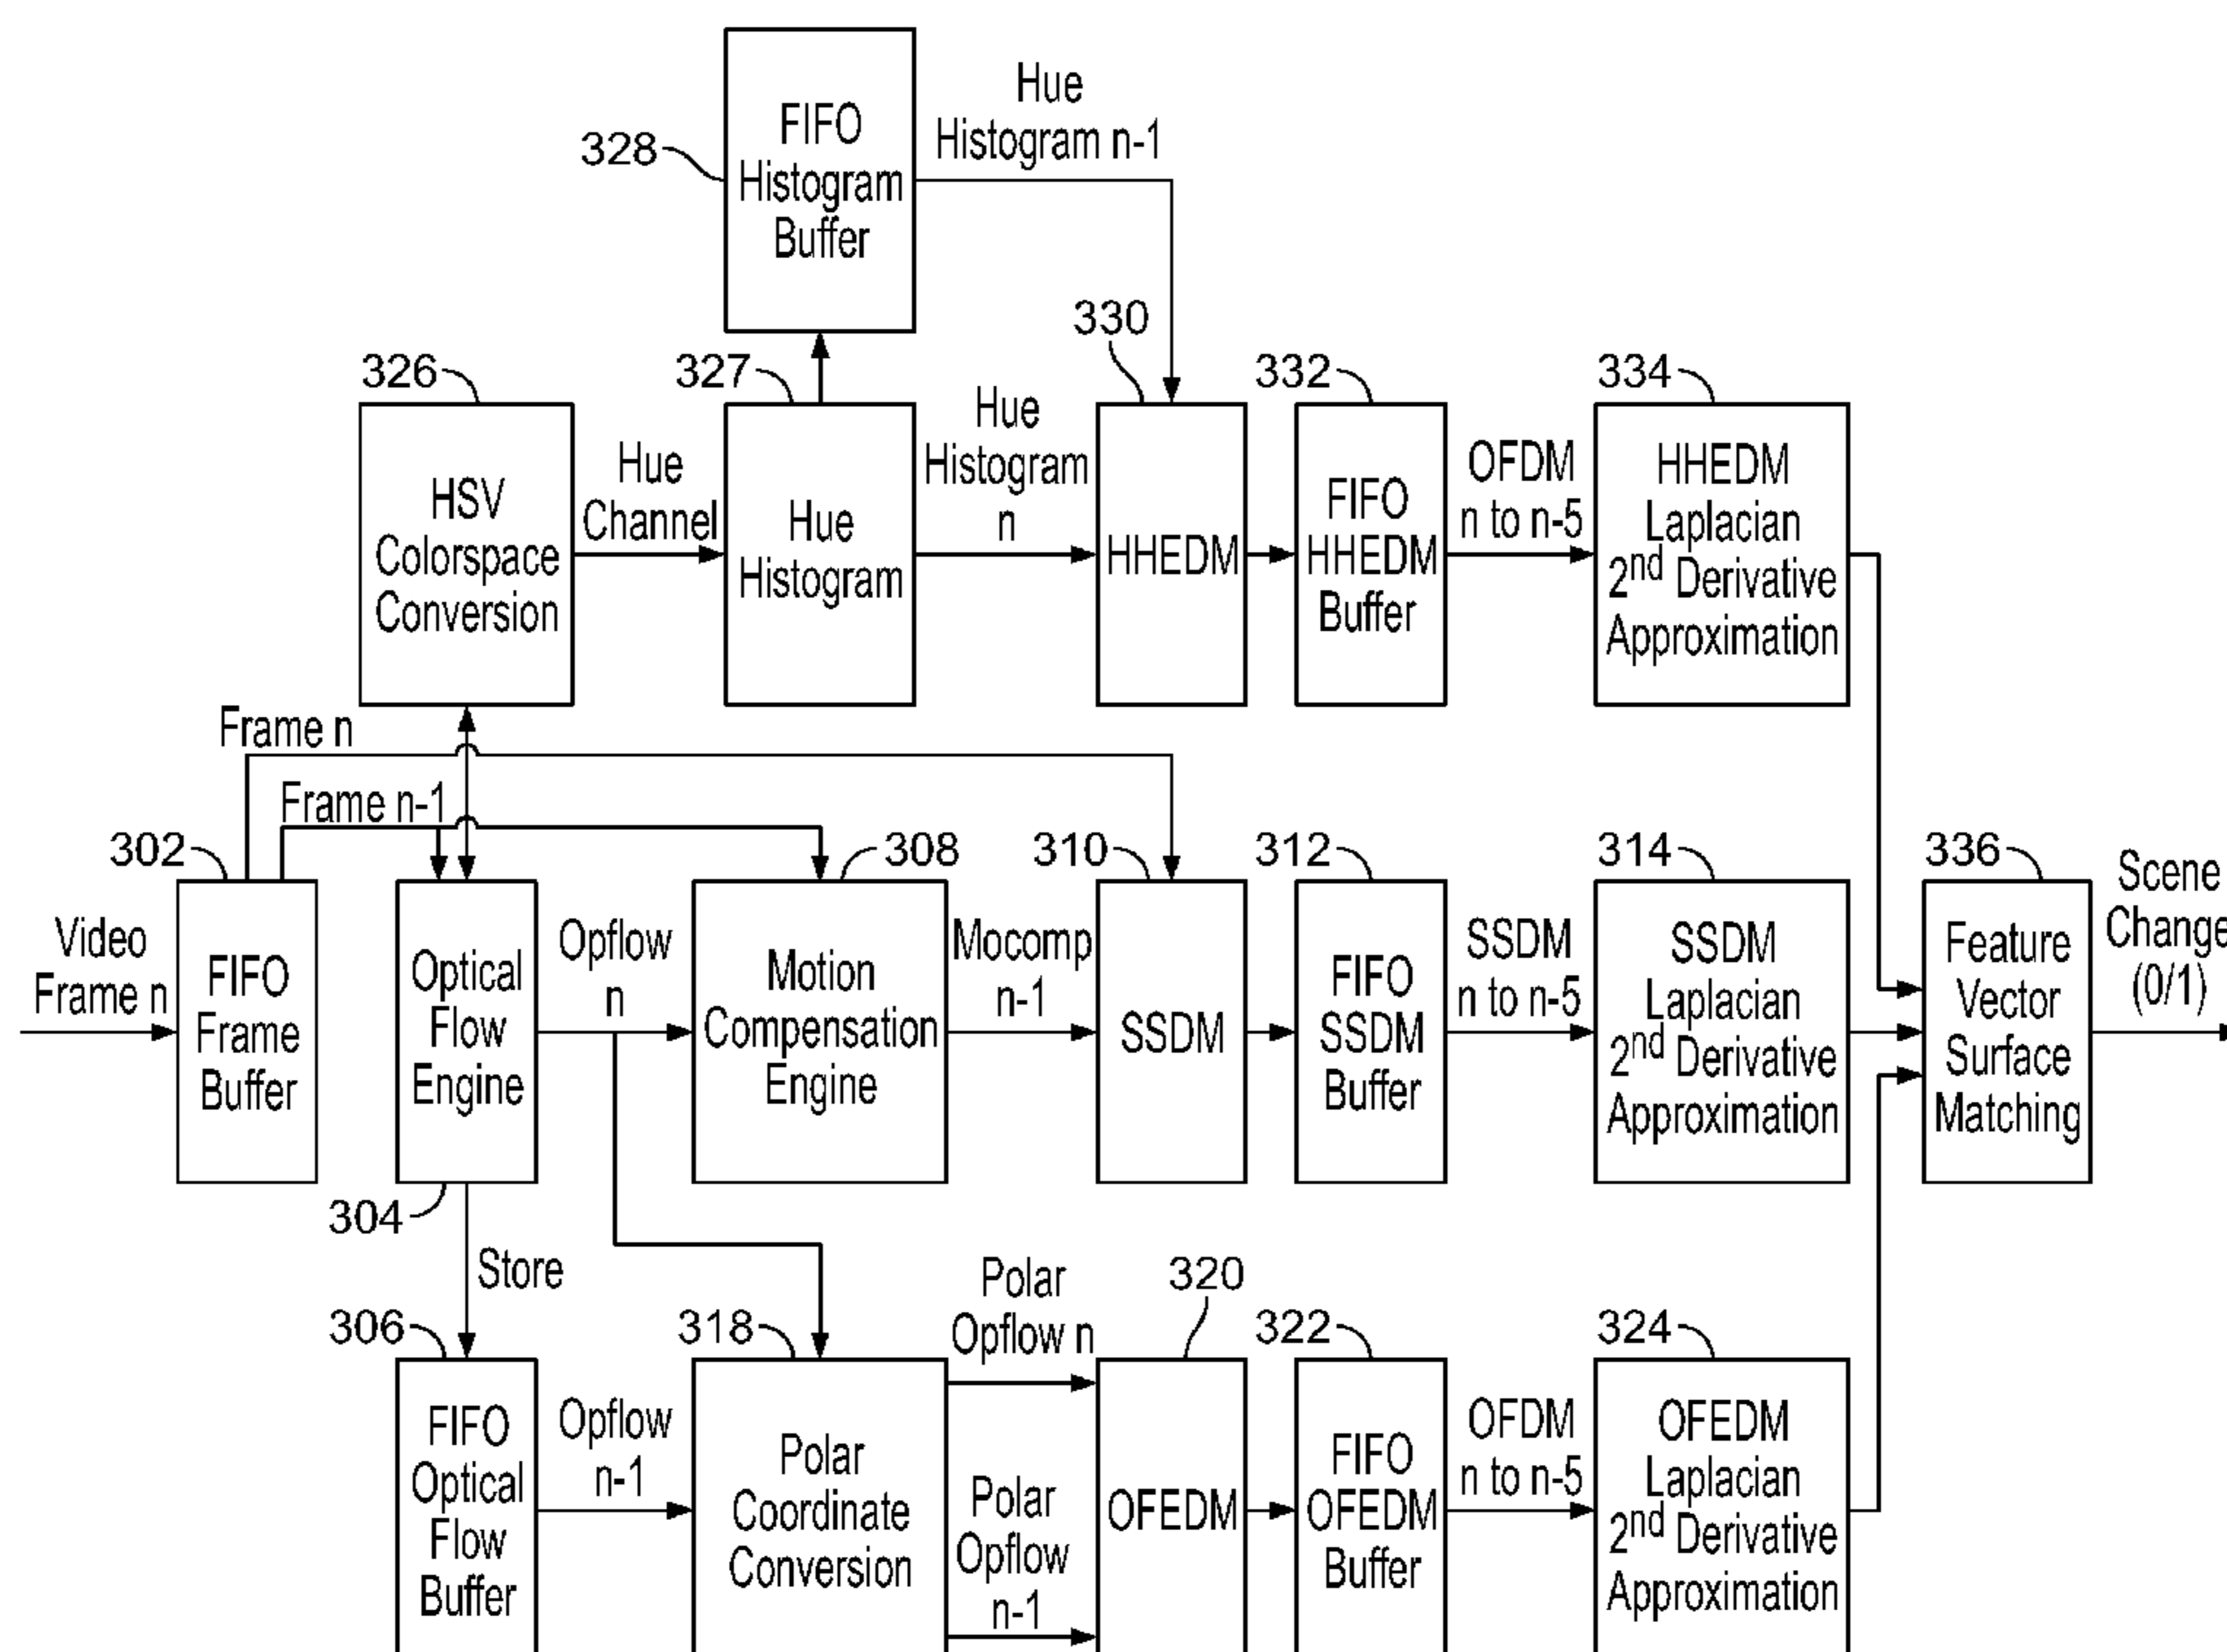 FIFO
Histogram
Buffer
328
Hue
Histogram n-1
330
326
327
332
334
HSV
Colorspace
Conversion
Hue
Channel
Hue
Histogram
Hue
Histogram
n
HHEDM
FIFO
HHEDM
Buffer
OFDM
n to n-5
HHEDM
Laplacian
2nd Derivative
Approximation
Frame n
Frame n-1
302
308
310
312
314
336
Video
Frame n
FIFO
Frame
Buffer
Optical
Flow
Engine
304
Opflow
n
Motion
Compensation
Engine
Mocomp
n-1
SSDM
FIFO
SSDM
Buffer
SSDM
n to n-5
SSDM
Laplacian
2nd Derivative
Approximation
Feature
Vector
Surface
Matching
Scene
Change
(0/1)
Store
306
318
320
322
324
FIFO
Optical
Flow
Buffer
Opflow
n-1
Polar
Coordinate
Conversion
Polar
Opflow n
Polar
Opflow
n-1
OFEDM
FIFO
OFEDM
Buffer
OFDM
n to n-5
OFEDM
Laplacian
2nd Derivative
Approximation